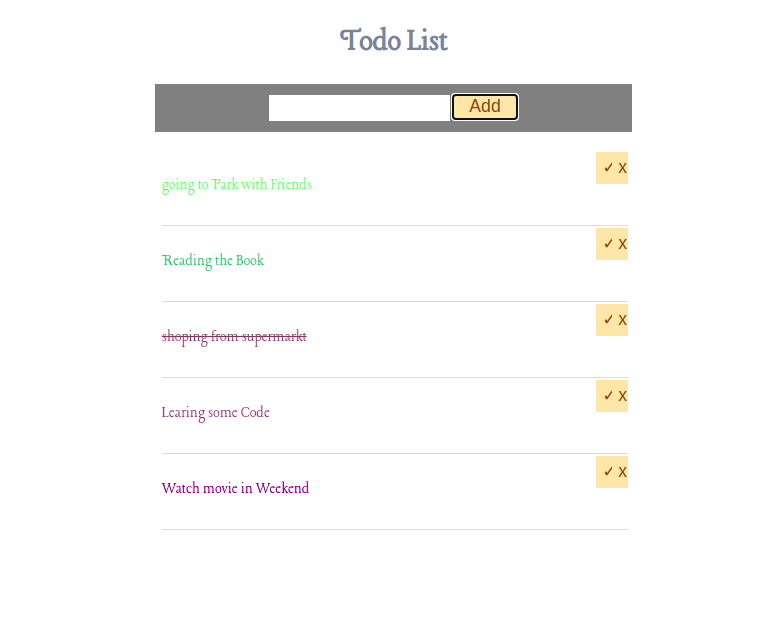 Todo List
Add
✓ X
going to Park with Friends
✓ X
Reading the Book
✓ X
shoping from supermarkt
✓ X
Learing some Code
✓ X
Watch movie in Weekend